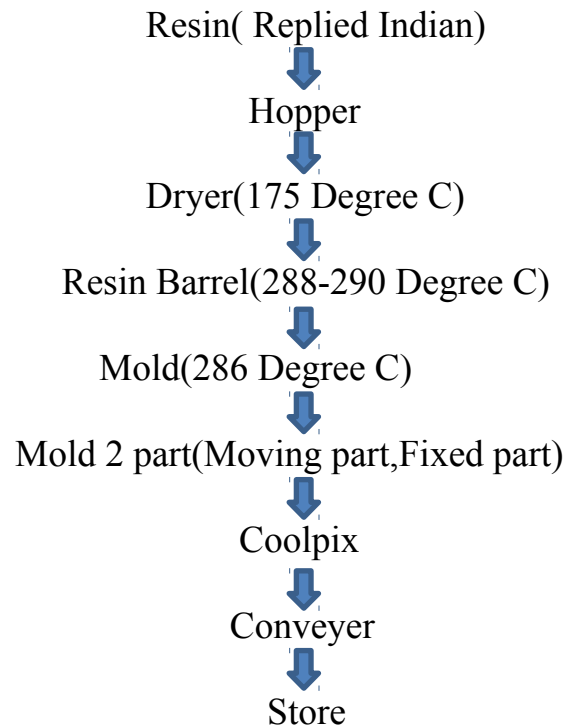 Resin( Replied Indian)
Hopper
Dryer(175 Degree C)
Resin Barrel(288-290 Degree C)
Mold(286 Degree C)
Mold 2 part(Moving part,Fixed part)
Coolpix
Conveyer
Store